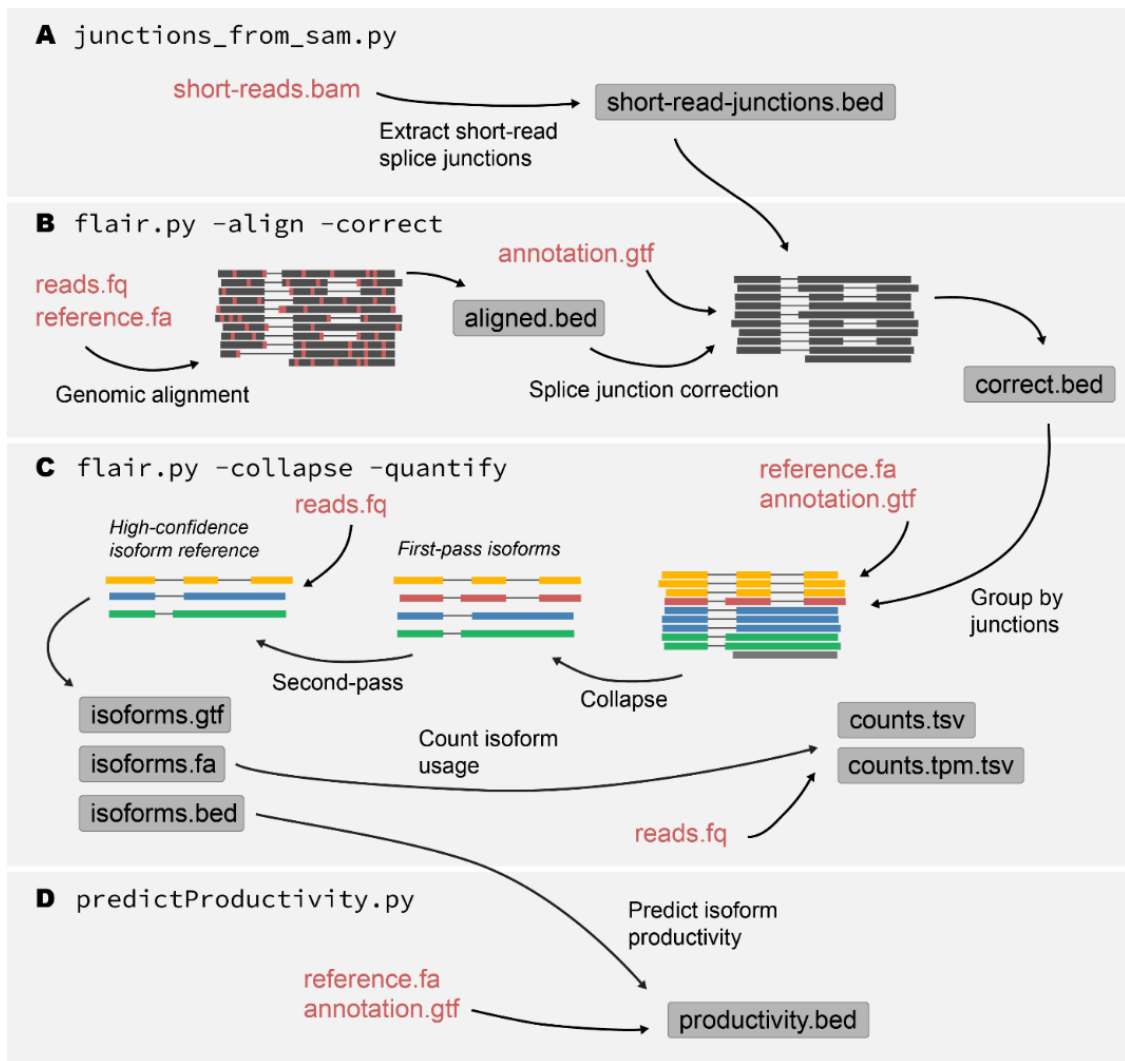 A junctions_from_sam.py
short-reads.bam
short-read-junctions.bed
Extract short-read
splice junctions
B flair.py -align -correct
reads.fq
reference.fa
Genomic alignment
aligned.bed
annotation.gtf
Splice junction correction
correct.bed
C flair.py -collapse -quantify
reference.fa
annotation.gtf
reads.fq
High-confidence
isoform reference
First-pass isoforms
Group by
junctions
Second-pass
Collapse
isoforms.gtf
isoforms.fa
isoforms.bed
Count isoform
usage
counts.tsv
counts.tpm.tsv
reads.fq
D predictProductivity.py
Predict isoform
productivity
reference.fa
annotation.gtf
productivity.bed